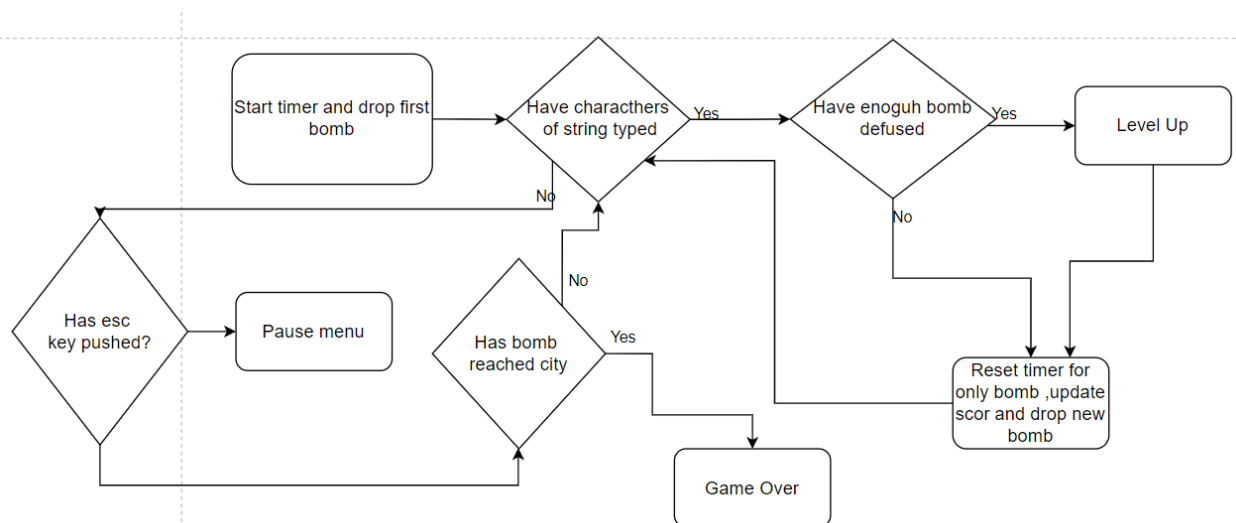 Start timer and drop first
bomb
Have characthers
of string typed
Yes
Have enoguh bomb
defused
Yes
Level Up
No
No
Has esc
key pushed?
Pause menu
No
Has bomb
reached city
Yes
Reset timer for
only bomb ,update
scor and drop new
bomb
Game Over